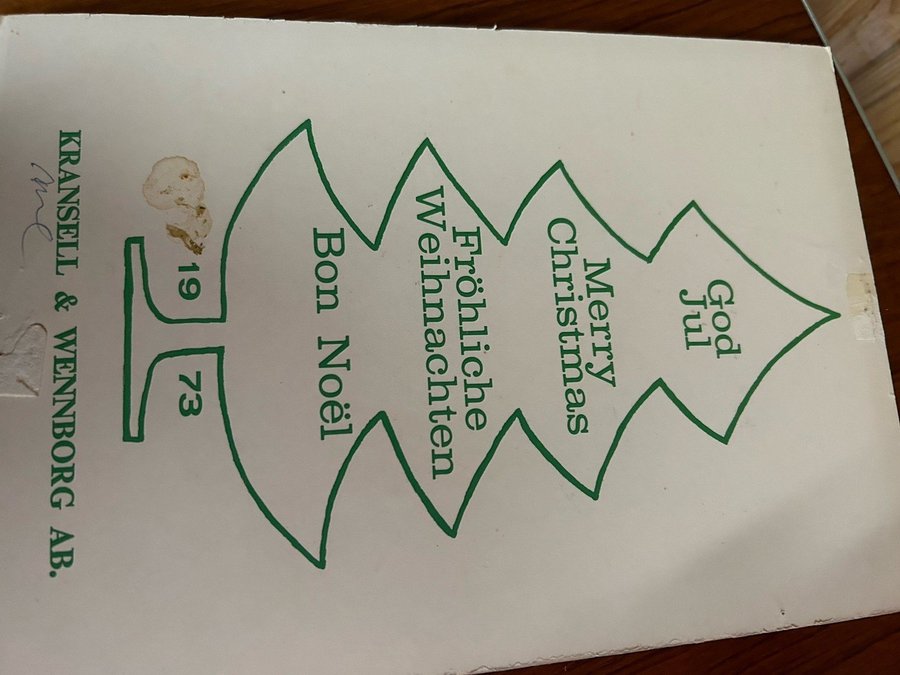 God
Jul
Merry
Christmas
Fröhliche
Weihnachten
Bon Noël
19 73
KRANSELL & WENNBORG AB.